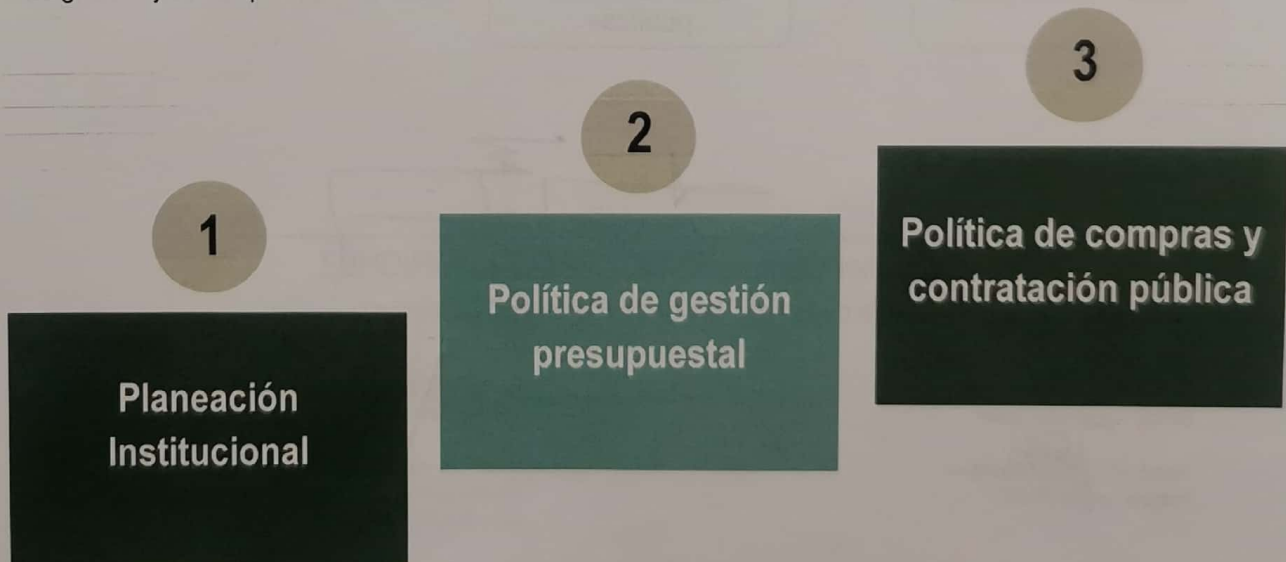 1
Planeación
Institucional
2
Política de gestión
presupuestal
3
Política de compras y
contratación pública